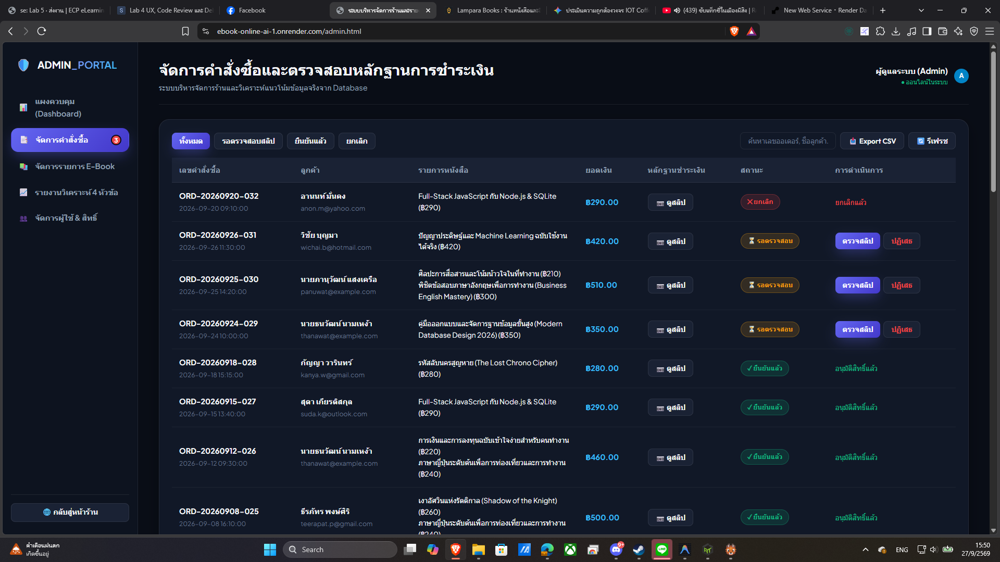 se: Lab 5 · ส่งงาน | ECP eLearnin
Lab 4 UX, Code Review และ De
Facebook
ระบบบริหารจัดการร้านและราย
Lampara Books : ร้านหนังสือและ
ประเมินความถูกต้องวงจร IOT Coff
(439) ขับแท็กซี่ในเมืองผีสิง | R
New Web Service · Render Da
ebook-online-ai-1.onrender.com/admin.html
ADMIN_PORTAL
แผงควบคุม
(Dashboard)
จัดการคำสั่งซื้อ
3
จัดการรายการ E-Book
รายงานวิเคราะห์ 4 หัวข้อ
จัดการผู้ใช้ & สิทธิ์
กลับสู่หน้าร้าน
จัดการคำสั่งซื้อและตรวจสอบหลักฐานการชำระเงิน
ระบบบริหารจัดการร้านและวิเคราะห์แนวโน้มข้อมูลจริงจาก Database
ผู้ดูแลระบบ (Admin)
● ออนไลน์ในระบบ
A
ทั้งหมด
รอตรวจสอบสลิป
ยืนยันแล้ว
ยกเลิก
ค้นหาเลขออเดอร์, ชื่อลูกค้า.
Export CSV
รีเฟรช
เลขคำสั่งซื้อ
ลูกค้า
รายการหนังสือ
ยอดเงิน
หลักฐานชำระเงิน
สถานะ
การดำเนินการ
ORD-20260920-032
2026-09-20 09:10:00
อานนท์ มั่นคง
anon.m@yahoo.com
Full-Stack JavaScript กับ Node.js & SQLite
(฿290)
฿290.00
ดูสลิป
❌ยกเลิก
ยกเลิกแล้ว
ORD-20260926-031
2026-09-26 11:30:00
วิชัย บุญมา
wichai.b@hotmail.com
ปัญญาประดิษฐ์และ Machine Learning ฉบับใช้งาน
ได้จริง (฿420)
฿420.00
ดูสลิป
⏳ รอตรวจสอบ
ตรวจสลิป
ปฏิเสธ
ORD-20260925-030
2026-09-25 14:20:00
นายภานุวัฒน์ แสงเครือ
panuwat@example.com
ศิลปะการสื่อสารและโน้มน้าวใจในที่ทำงาน (฿210)
พิชิตข้อสอบภาษาอังกฤษเพื่อการทำงาน (Business
English Mastery) (฿300)
฿510.00
ดูสลิป
⏳ รอตรวจสอบ
ตรวจสลิป
ปฏิเสธ
ORD-20260924-029
2026-09-24 10:00:00
นายธนวัฒน์ นามเหง้า
thanawat@example.com
คู่มือออกแบบและจัดการฐานข้อมูลขั้นสูง (Modern
Database Design 2026) (฿350)
฿350.00
ดูสลิป
⏳ รอตรวจสอบ
ตรวจสลิป
ปฏิเสธ
ORD-20260918-028
2026-09-18 15:15:00
กัญญา วารินทร์
kanya.w@gmail.com
รหัสลับนครสูญหาย (The Lost Chrono Cipher)
(฿280)
฿280.00
ดูสลิป
✓ยืนยันแล้ว
อนุมัติสิทธิ์แล้ว
ORD-20260915-027
2026-09-15 13:40:00
สุดา เกียรติสกุล
suda.k@outlook.com
Full-Stack JavaScript กับ Node.js & SQLite
(฿290)
฿290.00
ดูสลิป
✓ยืนยันแล้ว
อนุมัติสิทธิ์แล้ว
ORD-20260912-026
2026-09-12 09:30:00
นายธนวัฒน์ นามเหง้า
thanawat@example.com
การเงินและการลงทุนฉบับเข้าใจง่ายสำหรับคนทำงาน
(฿220)
ภาษาญี่ปุ่นระดับต้นเพื่อการท่องเที่ยวและการทำงาน
(฿240)
฿460.00
ดูสลิป
✓ยืนยันแล้ว
อนุมัติสิทธิ์แล้ว
ORD-20260908-025
2026-09-08 16:10:00
ธีรภัทร พงษ์ศิริ
teerapat.p@gmail.com
เงาอัศวินแห่งรัตติกาล (Shadow of the Knight)
(฿260)
ภาษาญี่ปุ่นระดับต้นเพื่อการท่องเที่ยวและการทำงาน
(฿240)
฿500.00
ดูสลิป
✓ยืนยันแล้ว
อนุมัติสิทธิ์แล้ว
คำเตือนฝนตก
เกิดขึ้นอยู่
Search
9+
LINE
ENG
15:50
27/9/2569